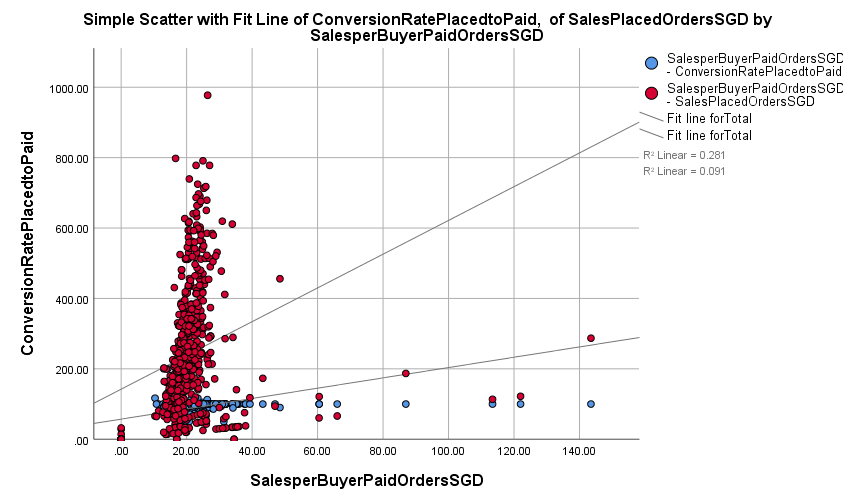 Simple Scatter with Fit Line of ConversionRatePlacedtoPaid,  of SalesPlacedOrdersSGD by
SalesperBuyerPaidOrdersSGD
SalesperBuyerPaidOrdersSGD
- ConversionRatePlacedtoPaid
SalesperBuyerPaidOrdersSGD
- SalesPlacedOrdersSGD
Fit line forTotal
Fit line forTotal
R² Linear = 0.281
R² Linear = 0.091
ConversionRatePlacedtoPaid
1000.00
800.00
600.00
400.00
200.00
.00
.00 20.00 40.00 60.00 80.00 100.00 120.00 140.00
SalesperBuyerPaidOrdersSGD